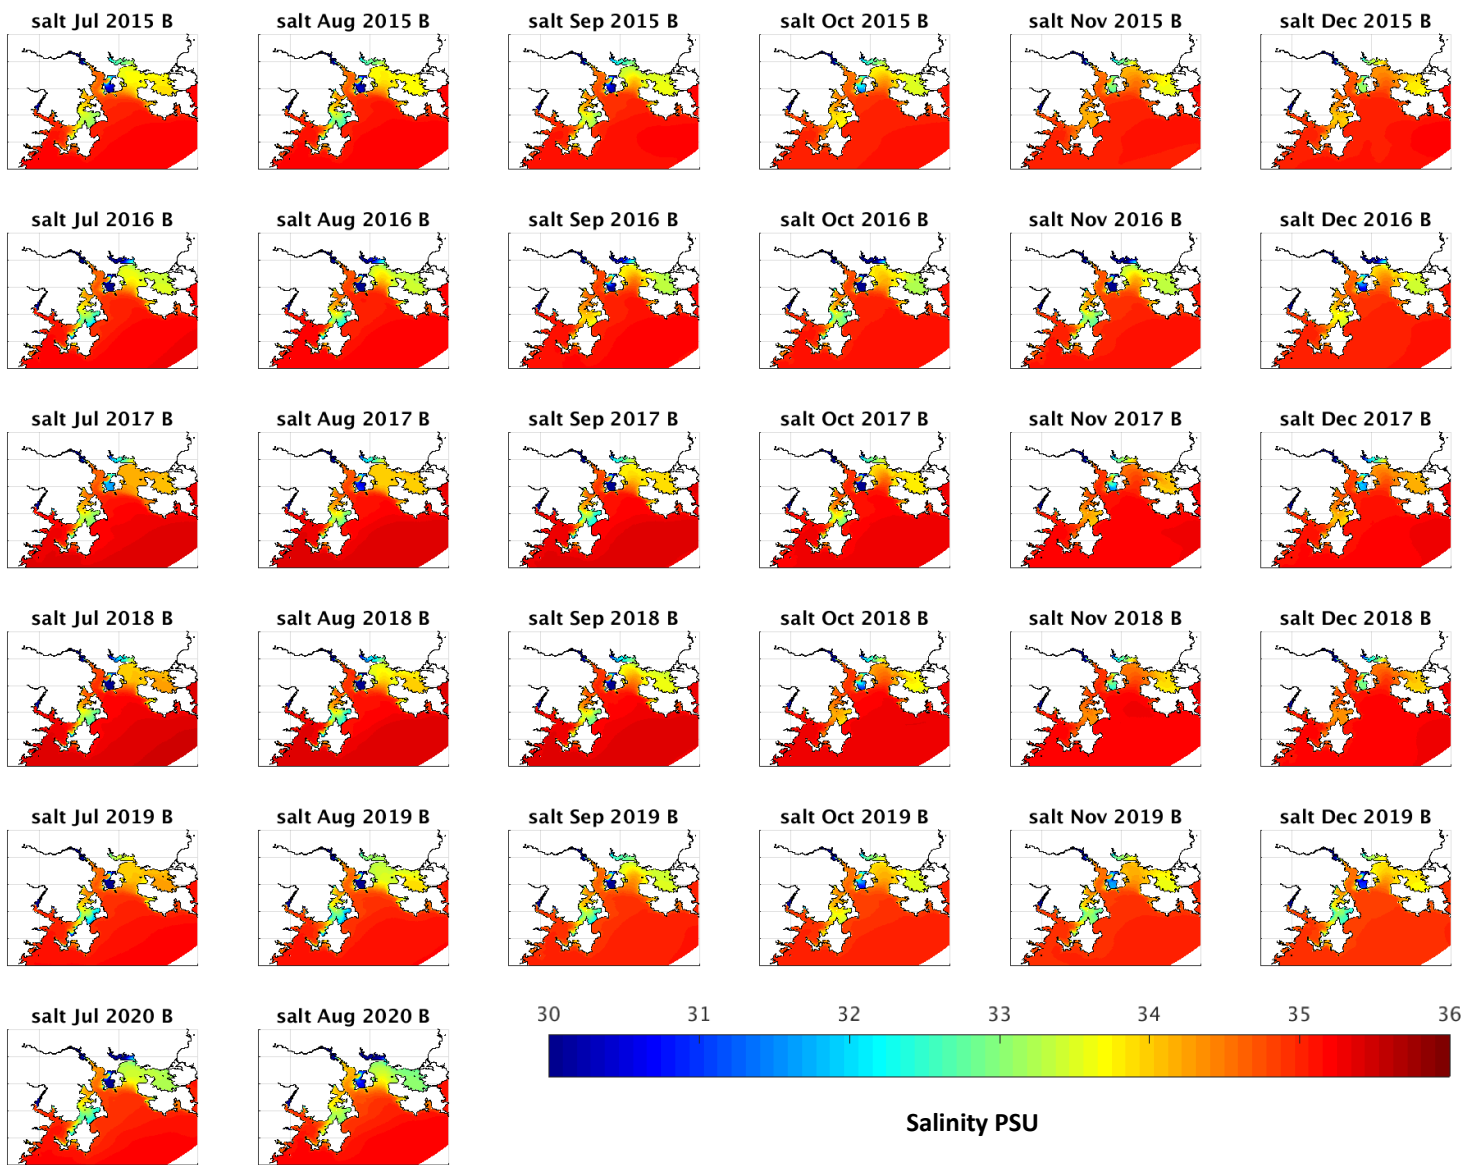 salt Jul 2015 B
salt Aug 2015 B
salt Sep 2015 B
salt Oct 2015 B
salt Nov 2015 B
salt Dec 2015 B
salt Jul 2016 B
salt Aug 2016 B
salt Sep 2016 B
salt Oct 2016 B
salt Nov 2016 B
salt Dec 2016 B
salt Jul 2017 B
salt Aug 2017 B
salt Sep 2017 B
salt Oct 2017 B
salt Nov 2017 B
salt Dec 2017 B
salt Jul 2018 B
salt Aug 2018 B
salt Sep 2018 B
salt Oct 2018 B
salt Nov 2018 B
salt Dec 2018 B
salt Jul 2019 B
salt Aug 2019 B
salt Sep 2019 B
salt Oct 2019 B
salt Nov 2019 B
salt Dec 2019 B
salt Jul 2020 B
salt Aug 2020 B
30 31 32 33 34 35 36
Salinity PSU